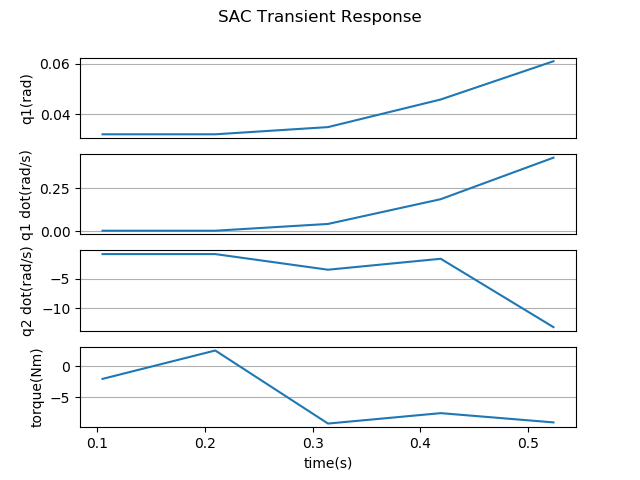 SAC Transient Response
q1(rad)
0.06
0.04
q1 dot(rad/s)
0.25
0.00
q2 dot(rad/s)
−5
−10
torque(Nm)
0
−5
0.1 0.2 0.3 0.4 0.5
time(s)